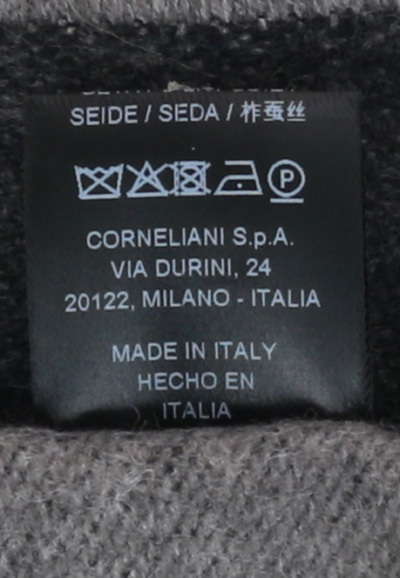 SEIDE / SEDA / 柞蚕丝
P
CORNELIANI S.p.A.
VIA DURINI, 24
20122, MILANO - ITALIA
MADE IN ITALY
HECHO EN
ITALIA